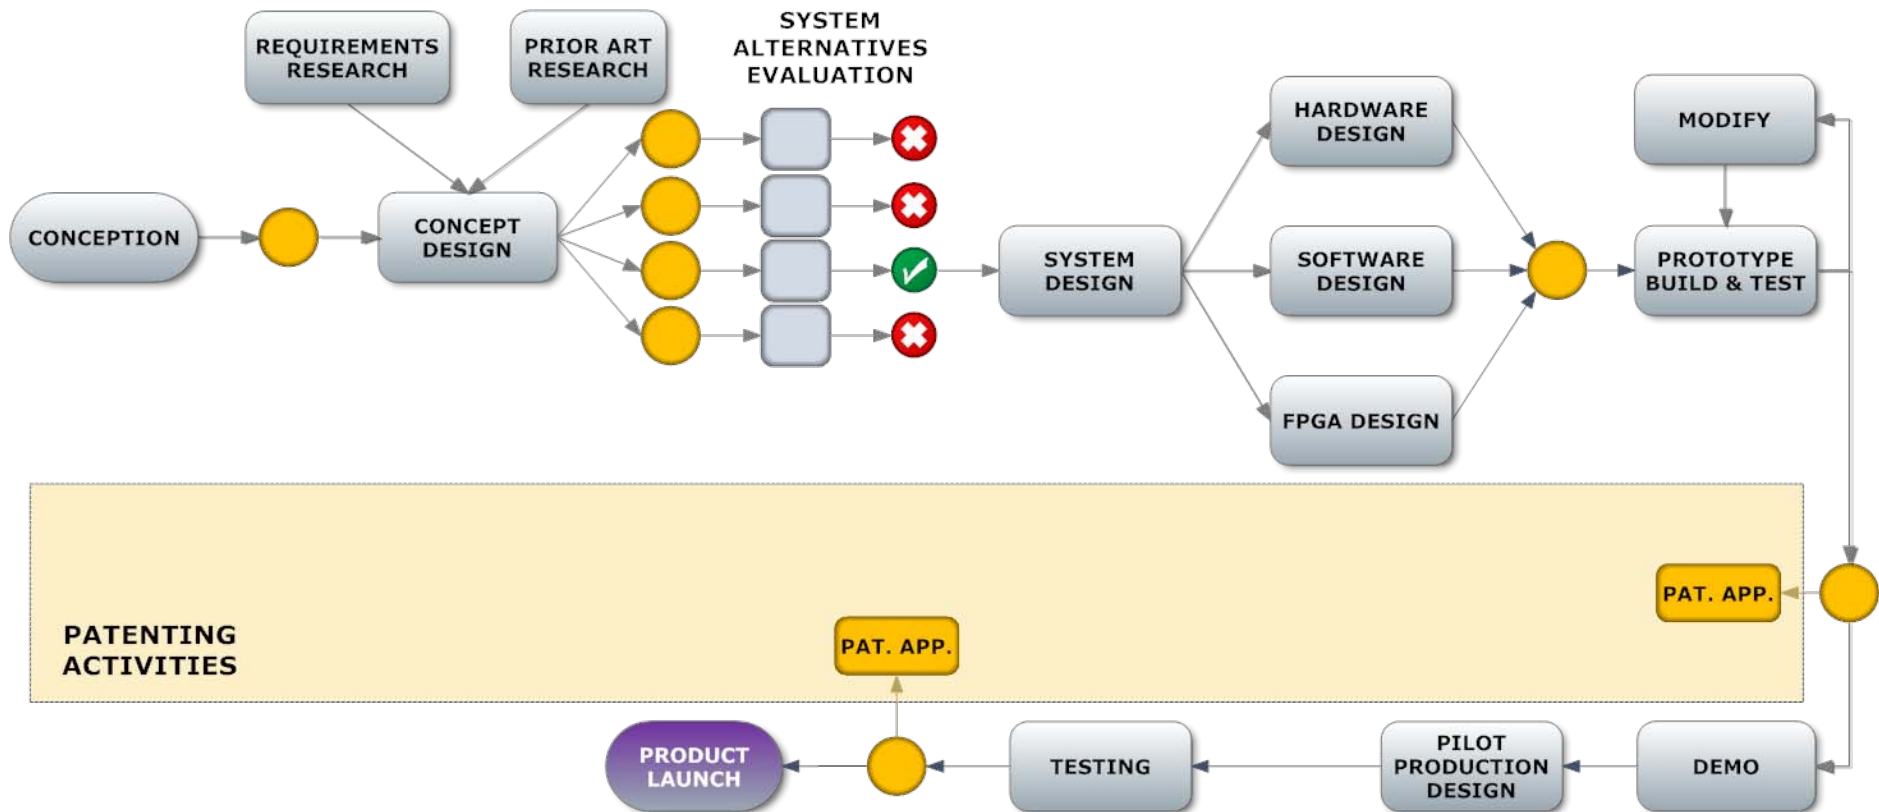 REQUIREMENTS
RESEARCH
PRIOR ART
RESEARCH
SYSTEM
ALTERNATIVES
EVALUATION
HARDWARE
DESIGN
MODIFY
CONCEPTION
CONCEPT
DESIGN
SYSTEM
DESIGN
SOFTWARE
DESIGN
PROTOTYPE
BUILD & TEST
FPGA DESIGN
PATENTING
ACTIVITIES
PAT. APP.
PAT. APP.
PRODUCT
LAUNCH
TESTING
PILOT
PRODUCTION
DESIGN
DEMO